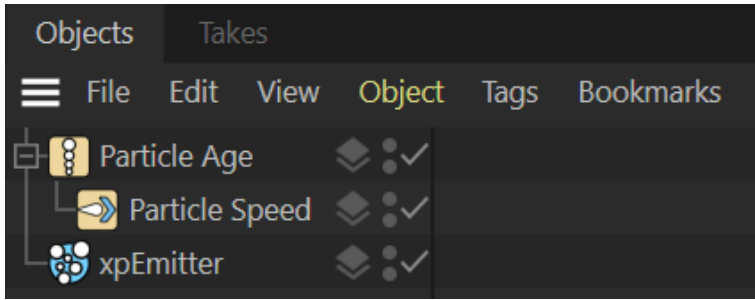 Objects Takes
File Edit View Object Tags Bookmarks
Particle Age
Particle Speed
xpEmitter